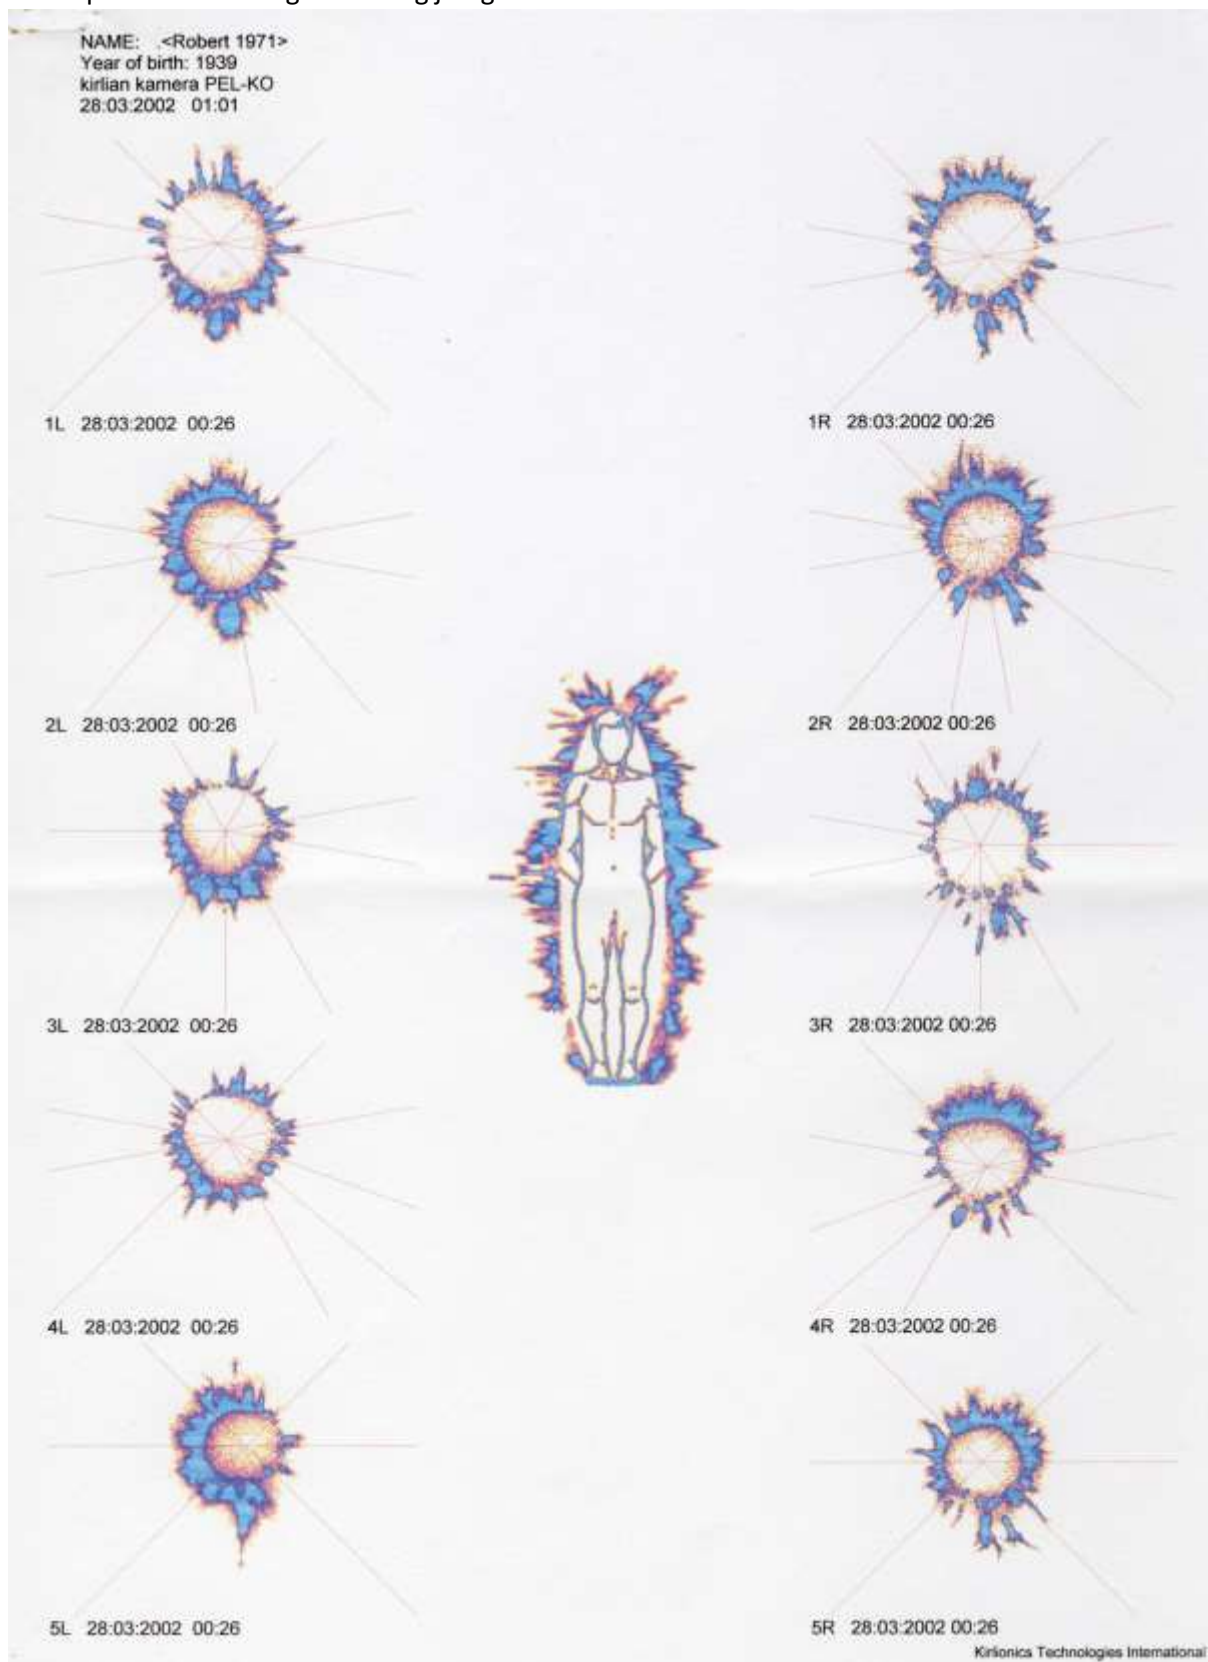 NAME: .<Robert 1971>
Year of birth: 1939
kirlian kamera PEL-KO
28:03:2002 01:01
1L 28:03:2002 00:26
1R 28:03:2002 00:26
2L 28:03:2002 00:26
2R 28:03:2002 00:26
3L 28:03:2002 00:26
3R 28:03:2002 00:26
4L 28:03:2002 00:26
4R 28:03:2002 00:26
5L 28:03:2002 00:26
5R 28:03:2002 00:26
Kirlionics Technologies International